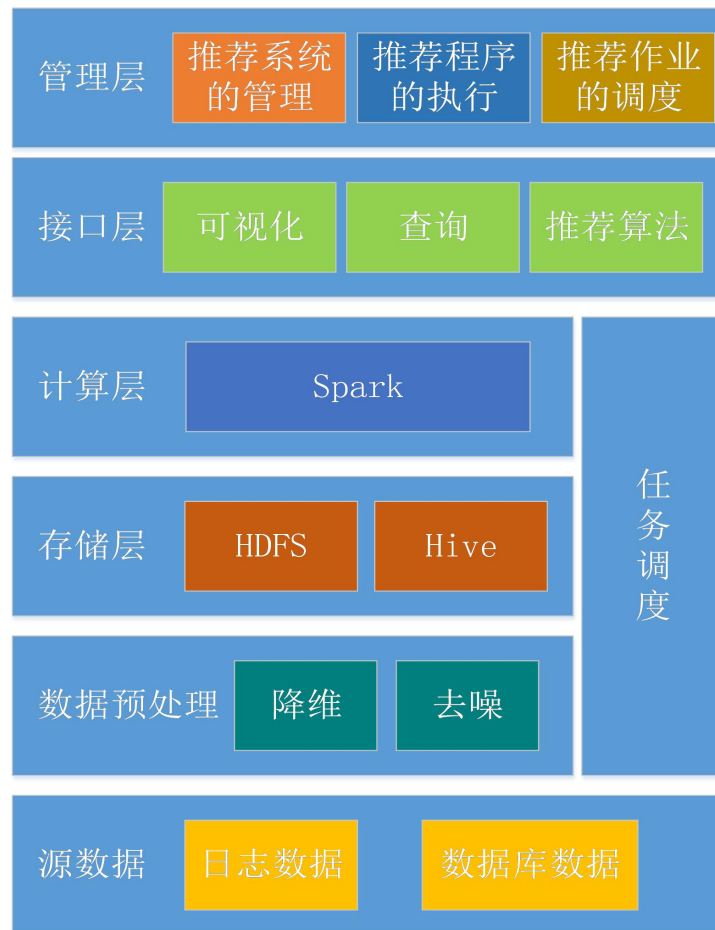 管理层
推荐系统
的管理
推荐程序
的执行
推荐作业
的调度
接口层
可视化
查询
推荐算法
计算层
Spark
存储层
HDFS
Hive
数据预处理
降维
去噪
任务调度
源数据
日志数据
数据库数据